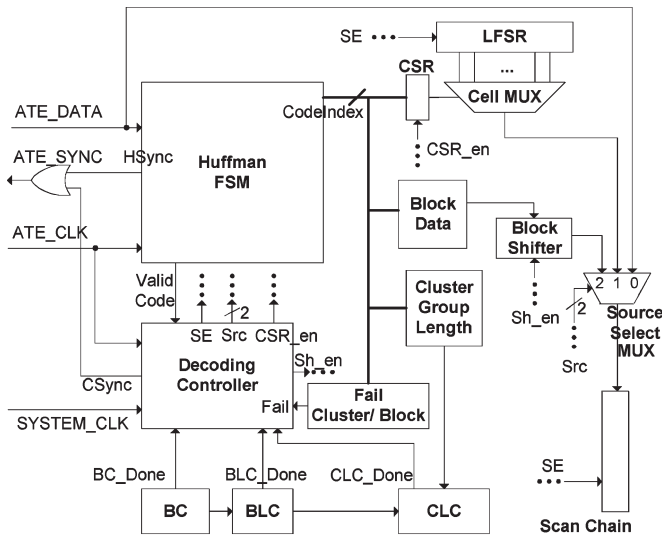 SE
LFSR
...
CSR
Cell MUX
CodeIndex
ATE_DATA
ATE_SYNC
HSync
Huffman
FSM
CSR_en
ATE_CLK
Block
Data
Block
Shifter
Valid
Code
2
SE
Src
CSR_en
Cluster
Group
Length
Sh_en
2
Src
2 1 0
Source
Select
MUX
Decoding
Controller
Sh_en
CSync
Fail
Fail
Cluster/ Block
SYSTEM_CLK
BC_Done
BLC_Done
CLC_Done
SE
BC
BLC
CLC
Scan Chain